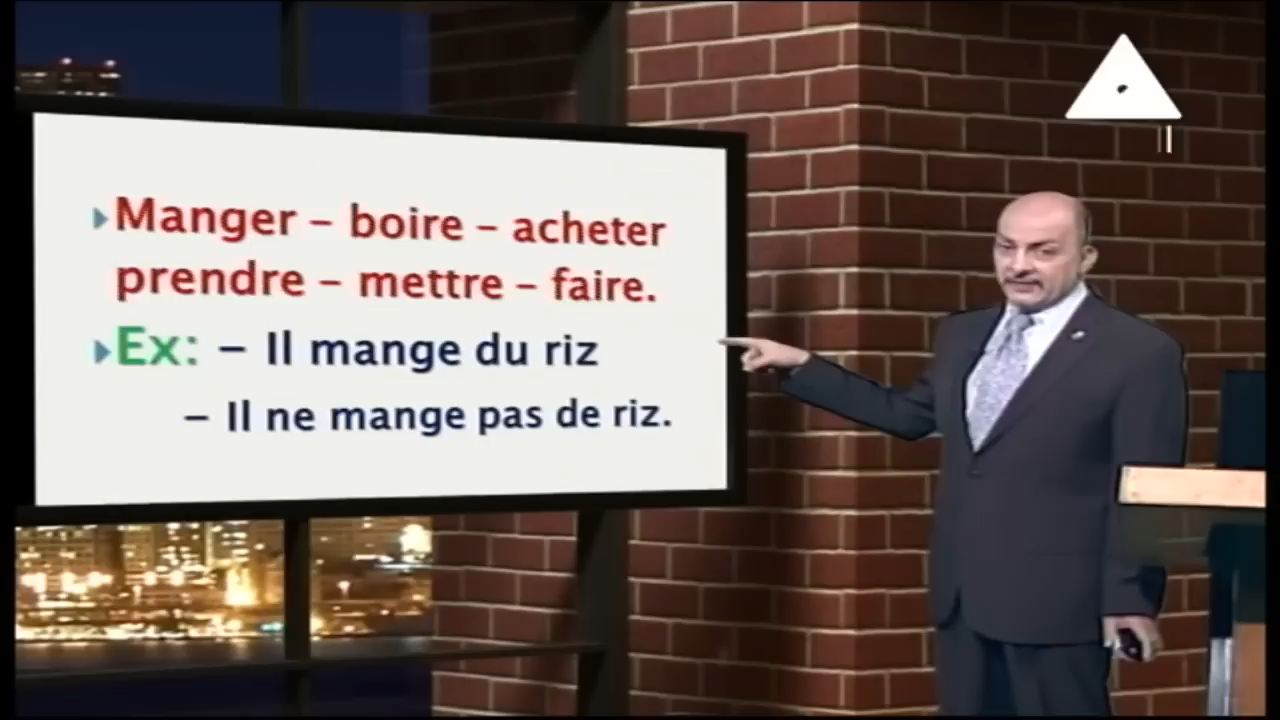 Manger – boire – acheter
prendre – mettre – faire.
Ex: – Il mange du riz
– Il ne mange pas de riz.